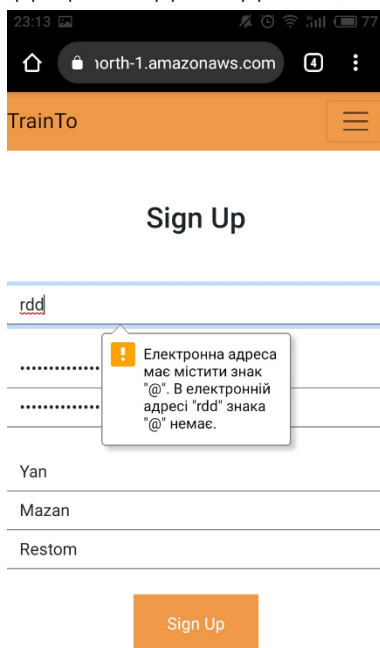 23:13 77
north-1.amazonaws.com 4
TrainTo
Sign Up
rdd
Електронна адреса
має містити знак
"@". В електронній
адресі "rdd" знака
"@" немає.
Yan
Mazan
Restom
Sign Up